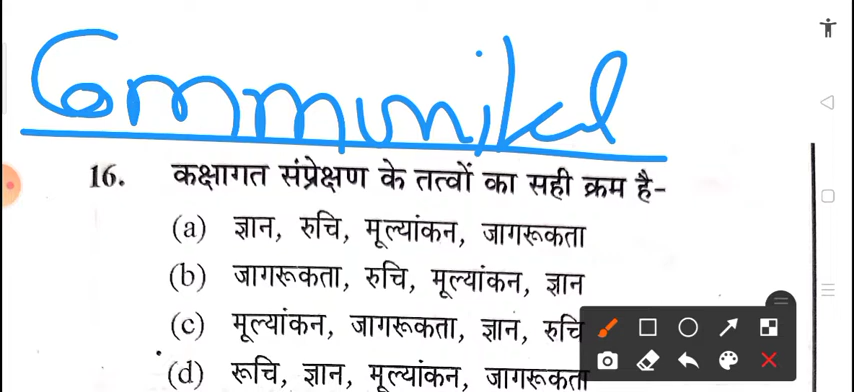 Communikel
16. कक्षागत संप्रेक्षण के तत्वों का सही क्रम है-
(a) ज्ञान, रुचि, मूल्यांकन, जागरूकता
(b) जागरूकता, रुचि, मूल्यांकन, ज्ञान
(c) मूल्यांकन, जागरूकता, ज्ञान, रुचि
(d) रूचि, ज्ञान, मूल्यांकन, जागरूकता